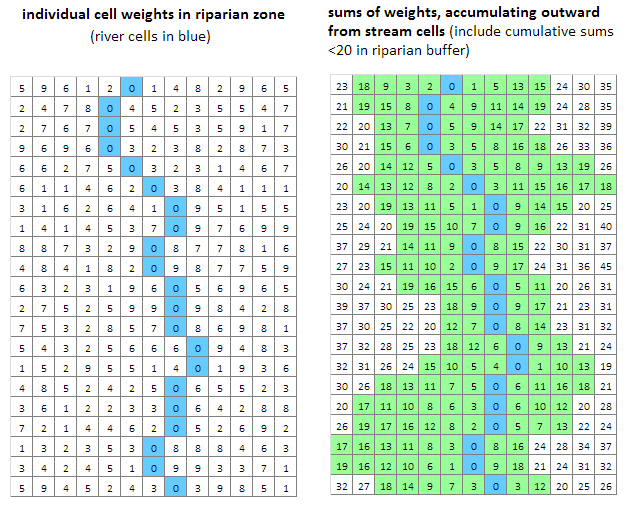 individual cell weights in riparian zone
(river cells in blue)
5 9 6 1 2 0 1 4 8 2 9 6 5
2 4 7 8 0 4 5 2 3 5 5 4 7
2 7 6 7 0 5 4 5 3 5 9 1 7
9 6 9 6 0 3 2 3 8 2 8 7 3
6 6 2 7 5 0 3 2 3 1 4 6 7
6 1 1 4 6 2 0 3 8 4 1 1 1
3 1 6 2 6 4 1 0 9 5 1 5 5
1 4 1 4 5 3 7 0 9 7 6 9 9
8 8 7 3 2 9 0 8 7 7 8 1 6
4 8 4 1 8 2 0 9 8 7 7 5 9
6 3 2 3 1 9 6 0 5 6 9 6 5
2 7 5 2 5 9 9 0 9 8 4 2 8
7 5 3 2 8 5 7 0 8 6 9 8 1
5 4 3 2 5 6 6 6 0 9 4 8 3
1 5 2 9 5 5 1 4 0 1 9 3 6
4 8 5 2 4 2 5 0 6 5 5 2 3
3 6 1 2 2 3 3 0 6 4 2 8 8
7 2 1 4 4 6 2 0 5 2 6 9 2
1 3 2 3 5 3 0 8 8 8 4 6 3
3 4 2 4 5 1 0 9 9 3 3 7 1
5 9 4 5 2 4 3 0 3 9 8 5 1
sums of weights, accumulating outward
from stream cells (include cumulative sums
<20 in riparian buffer)
23 18 9 3 2 0 1 5 13 15 24 30 35
21 19 15 8 0 4 9 11 14 19 24 28 35
22 20 13 7 0 5 9 14 17 22 31 32 39
30 21 15 6 0 3 5 8 16 18 26 33 36
26 20 14 12 5 0 3 5 8 9 13 19 26
20 14 13 12 8 2 0 3 11 15 16 17 18
23 20 19 13 11 5 1 0 9 14 15 20 25
25 24 20 19 15 10 7 0 9 16 22 31 40
37 29 21 14 11 9 0 8 15 22 30 31 37
27 23 15 11 10 2 0 9 17 24 31 36 45
30 24 21 19 16 15 6 0 5 11 20 26 31
39 37 30 25 23 18 9 0 9 17 21 23 31
37 30 25 22 20 12 7 0 8 14 23 31 32
37 32 28 25 23 18 12 6 0 9 13 21 24
32 31 26 24 15 10 5 4 0 1 10 13 19
30 26 18 13 11 7 5 0 6 11 16 18 21
20 17 11 10 8 6 3 0 6 10 12 20 28
26 19 17 16 12 8 2 0 5 7 13 22 24
17 16 13 11 8 3 0 8 16 24 28 34 37
19 16 12 10 6 1 0 9 18 21 24 31 32
32 27 18 14 9 7 3 0 3 12 20 25 26